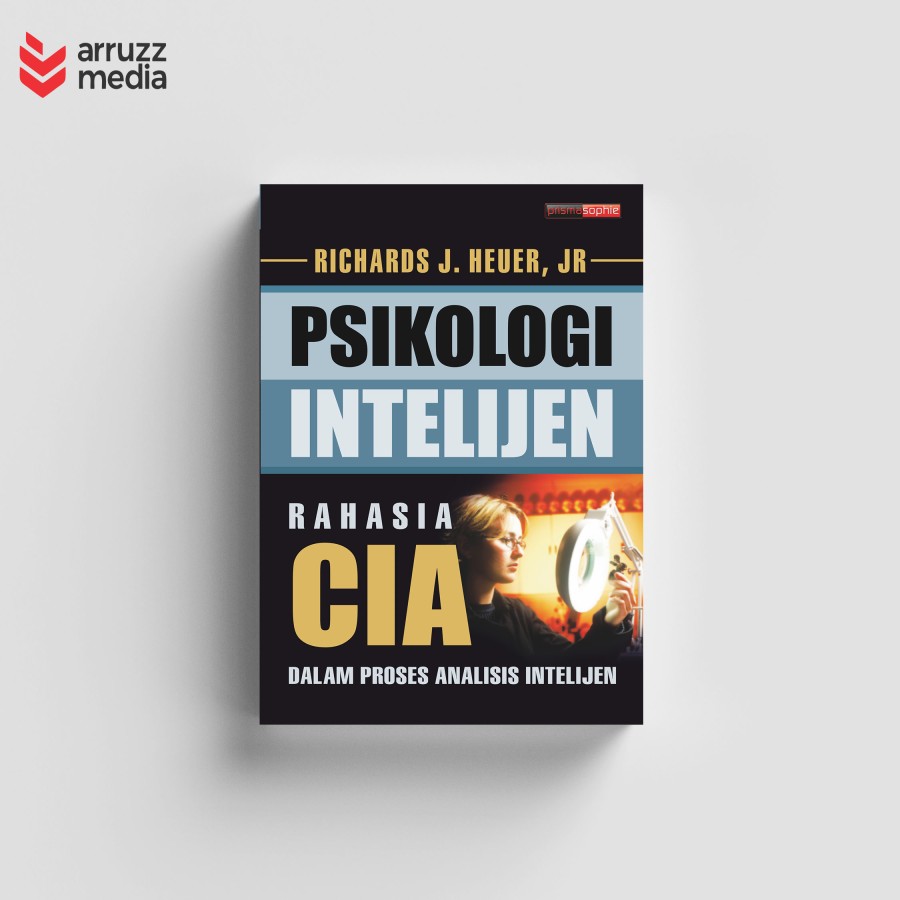 arruzz
media
prismasophie
RICHARDS J. HEUER, JR
PSIKOLOGI
INTELIJEN
RAHASIA
CIA
DALAM PROSES ANALISIS INTELIJEN